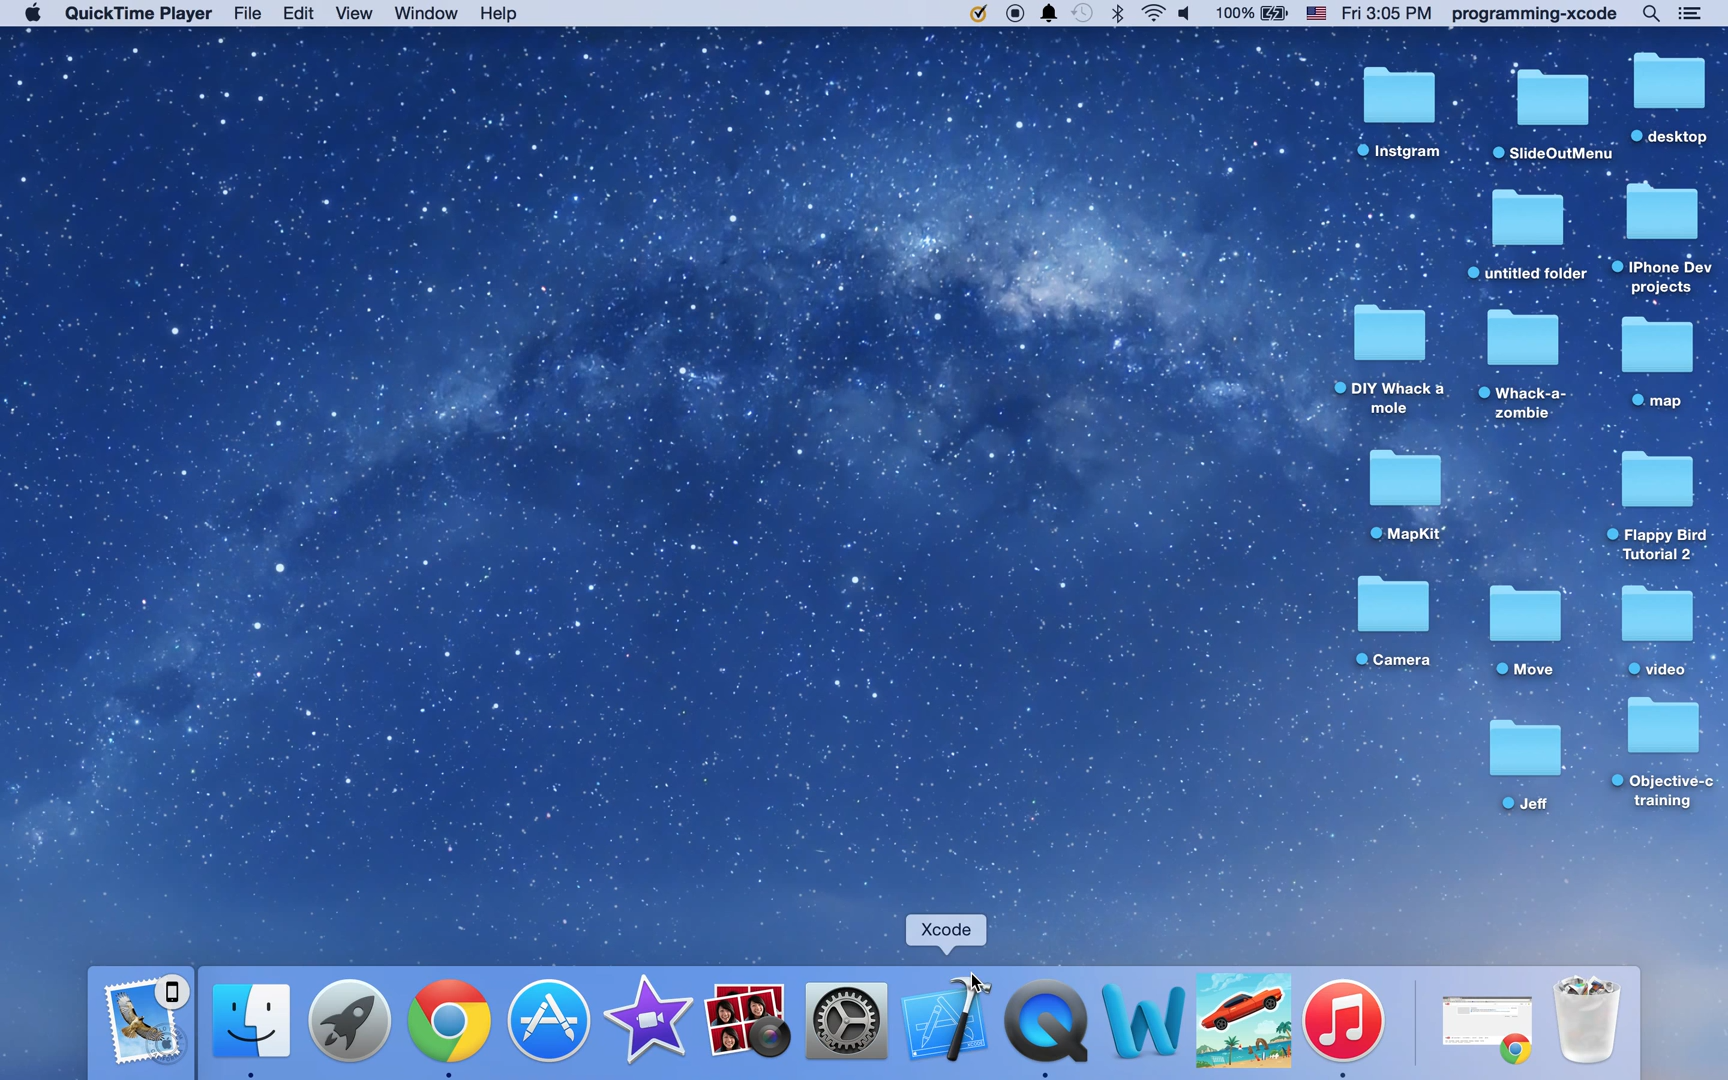 QuickTime Player File Edit View Window Help 100% Fri 3:05 PM programming-xcode
Instgram
SlideOutMenu
desktop
untitled folder
IPhone Dev
projects
DIY Whack a
mole
Whack-a-
zombie
map
MapKit
Flappy Bird
Tutorial 2
Camera
Move
video
Jeff
Objective-c
training
Xcode